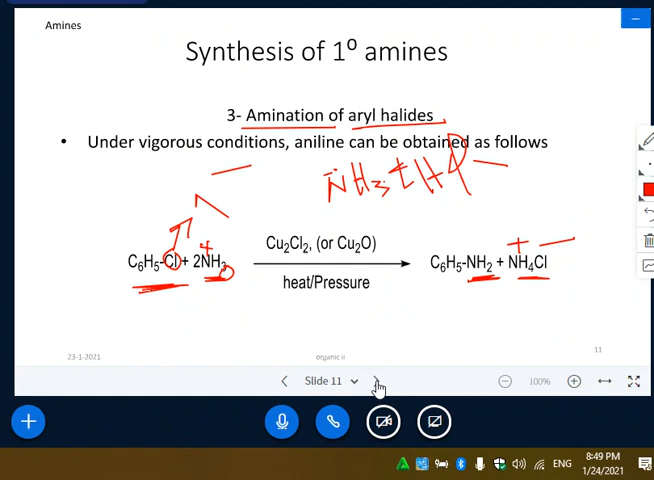 Amines
Synthesis of 1⁰ amines
3- Amination of aryl halides
• Under vigorous conditions, aniline can be obtained as follows
NH₃ + H
Cu₂Cl₂, (or Cu₂O)
C₆H₅-Cl + 2NH₃ C₆H₅-NH₂ + NH₄Cl
heat/Pressure
11
23-1-2021 organic II
Slide 11 100%
8:49 PM
ENG
1/24/2021